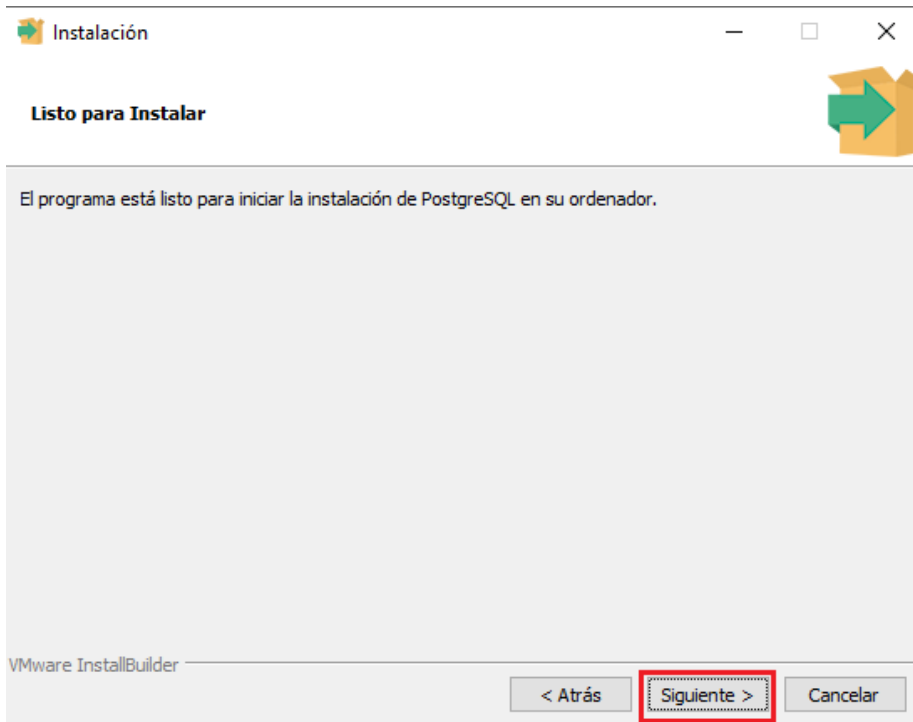 Instalación
Listo para Instalar
El programa está listo para iniciar la instalación de PostgreSQL en su ordenador.
VMware InstallBuilder
< Atrás
Siguiente >
Cancelar